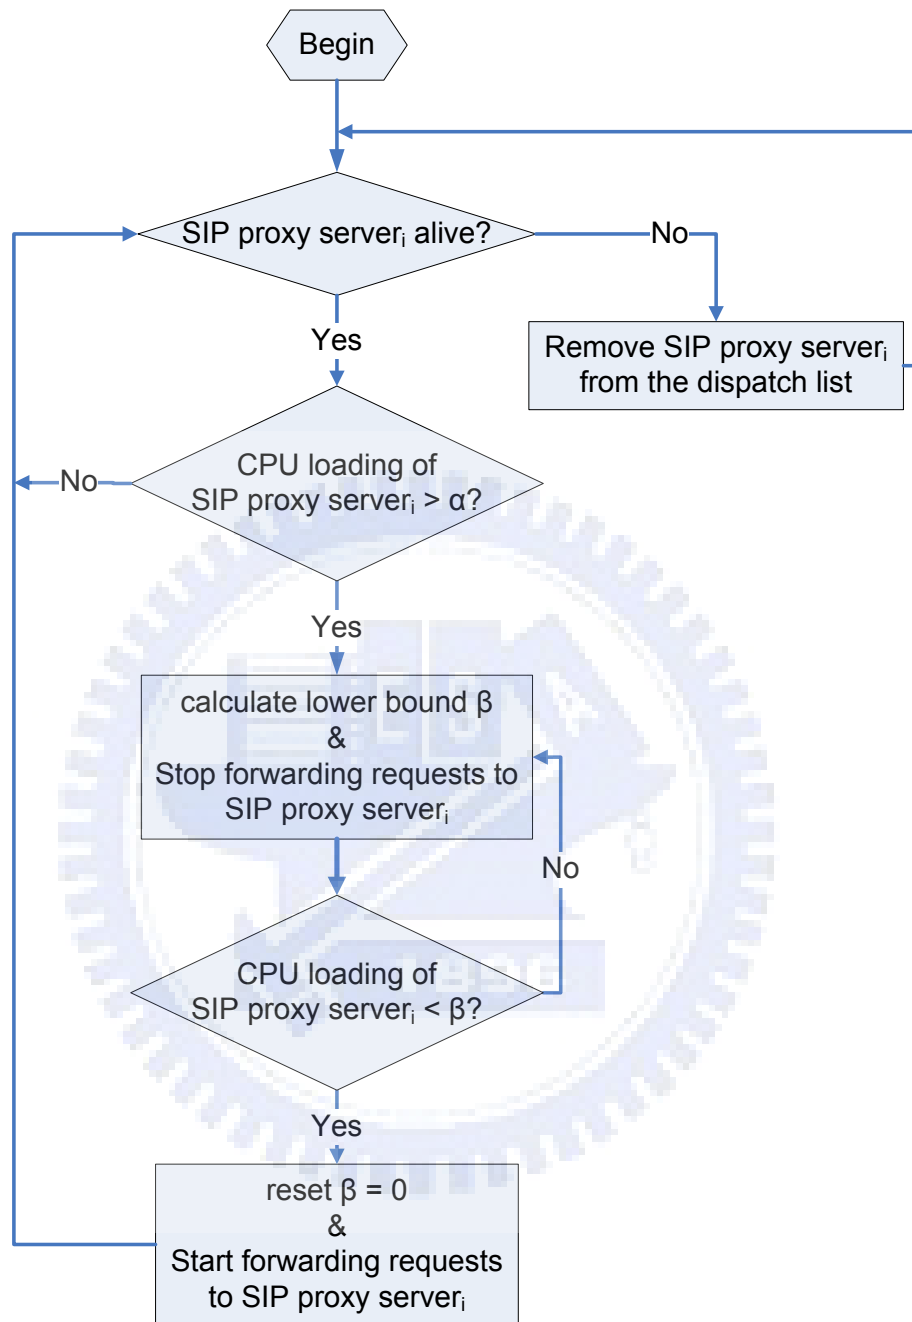 Begin
SIP proxy serverᵢ alive?
No
Yes
Remove SIP proxy serverᵢ
from the dispatch list
CPU loading of
SIP proxy serverᵢ > α?
No
Yes
calculate lower bound β
&
Stop forwarding requests to
SIP proxy serverᵢ
No
CPU loading of
SIP proxy serverᵢ < β?
Yes
reset β = 0
&
Start forwarding requests
to SIP proxy serverᵢ